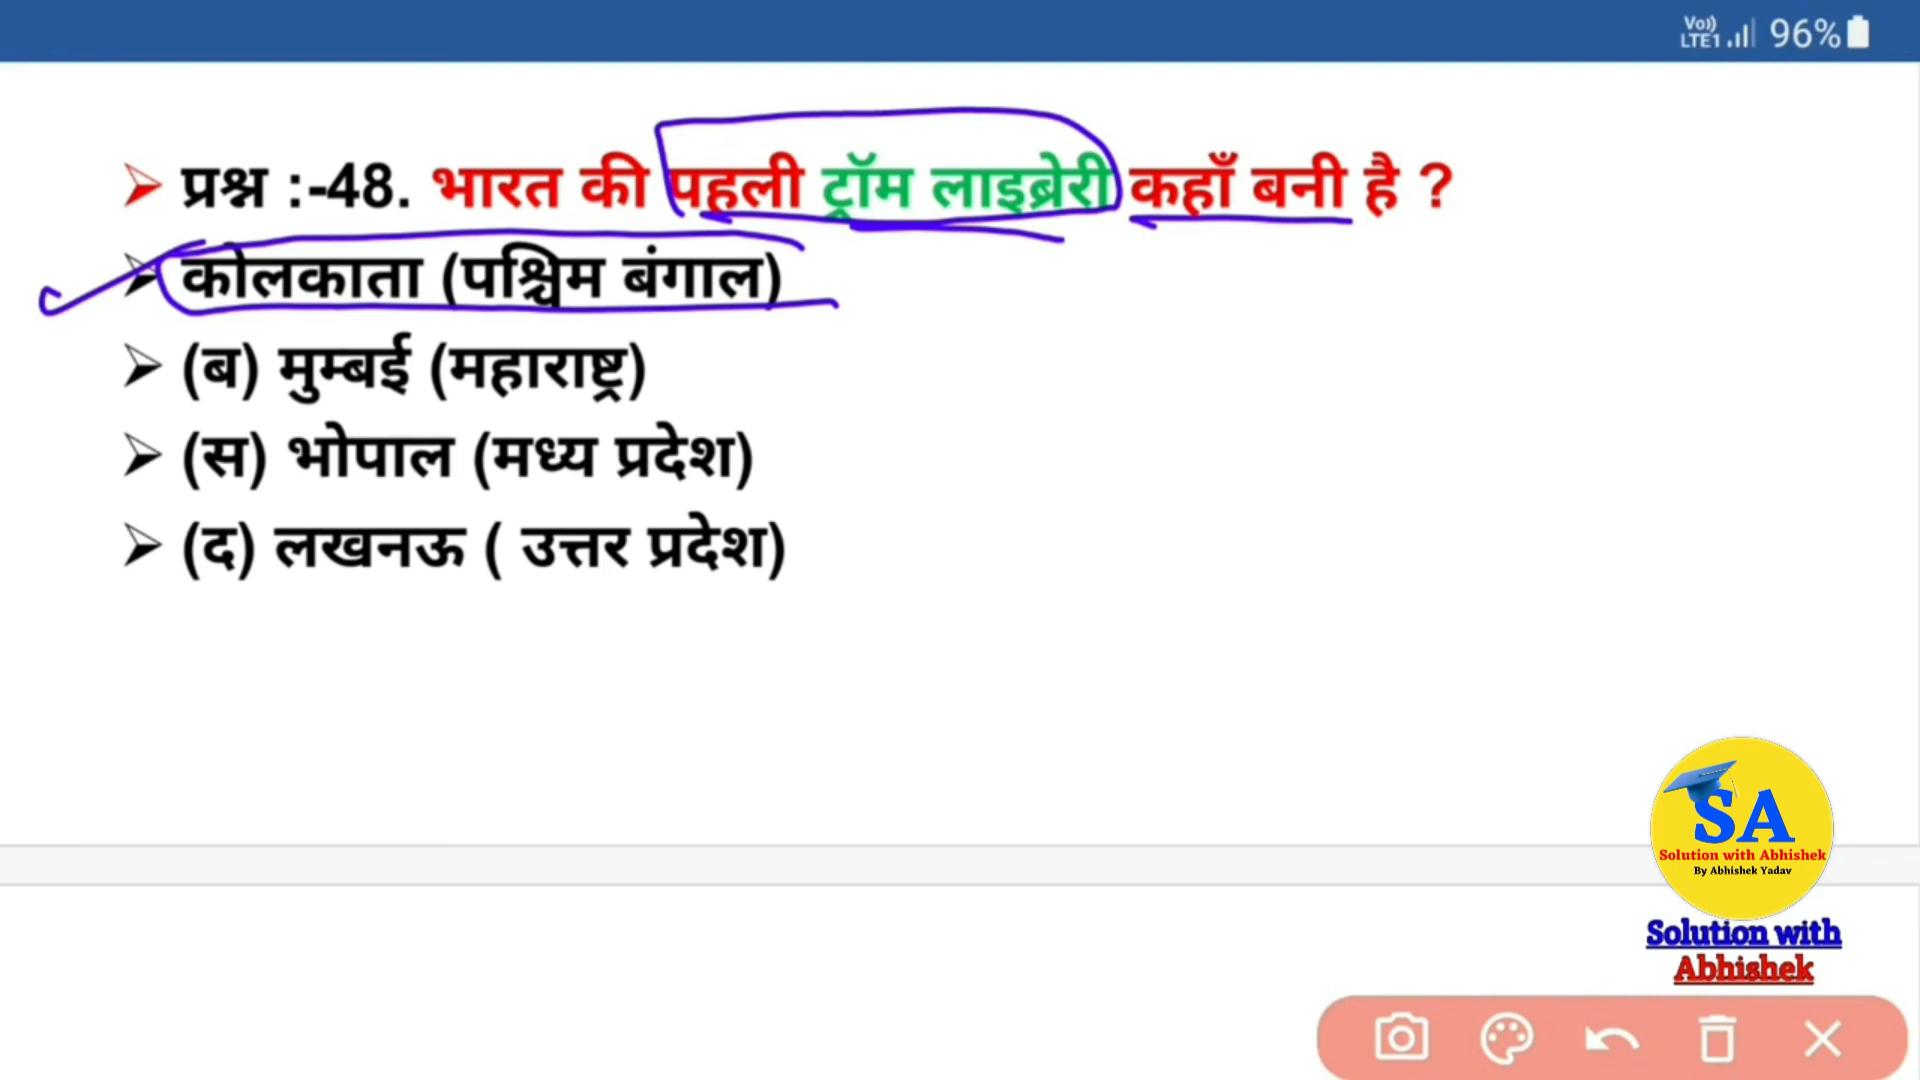 Vo)) LTE1 96%
प्रश्न :-48. भारत की पहली ट्रॉम लाइब्रेरी कहाँ बनी है ?
कोलकाता (पश्चिम बंगाल)
(ब) मुम्बई (महाराष्ट्र)
(स) भोपाल (मध्य प्रदेश)
(द) लखनऊ ( उत्तर प्रदेश)
SA
Solution with Abhishek
By Abhishek Yadav
Solution with
Abhishek